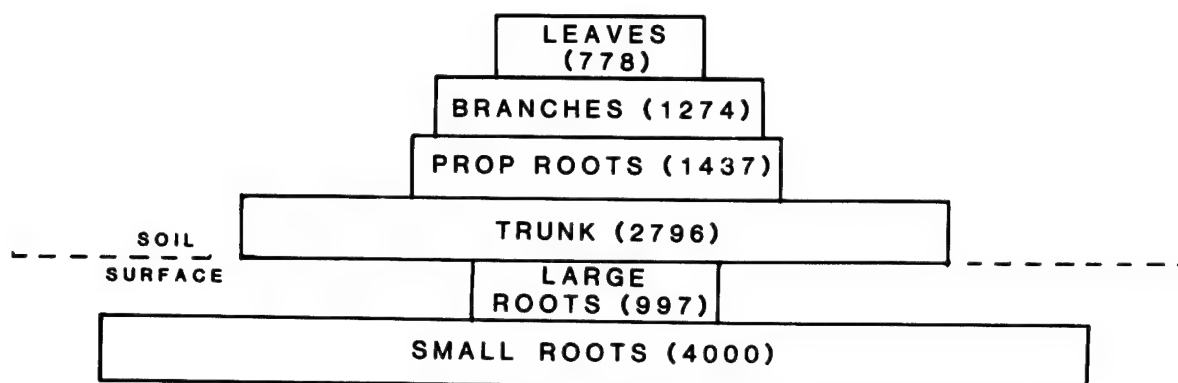 LEAVES
(778)
BRANCHES (1274)
PROP ROOTS (1437)
TRUNK (2796)
SOIL
SURFACE
LARGE
ROOTS (997)
SMALL ROOTS (4000)